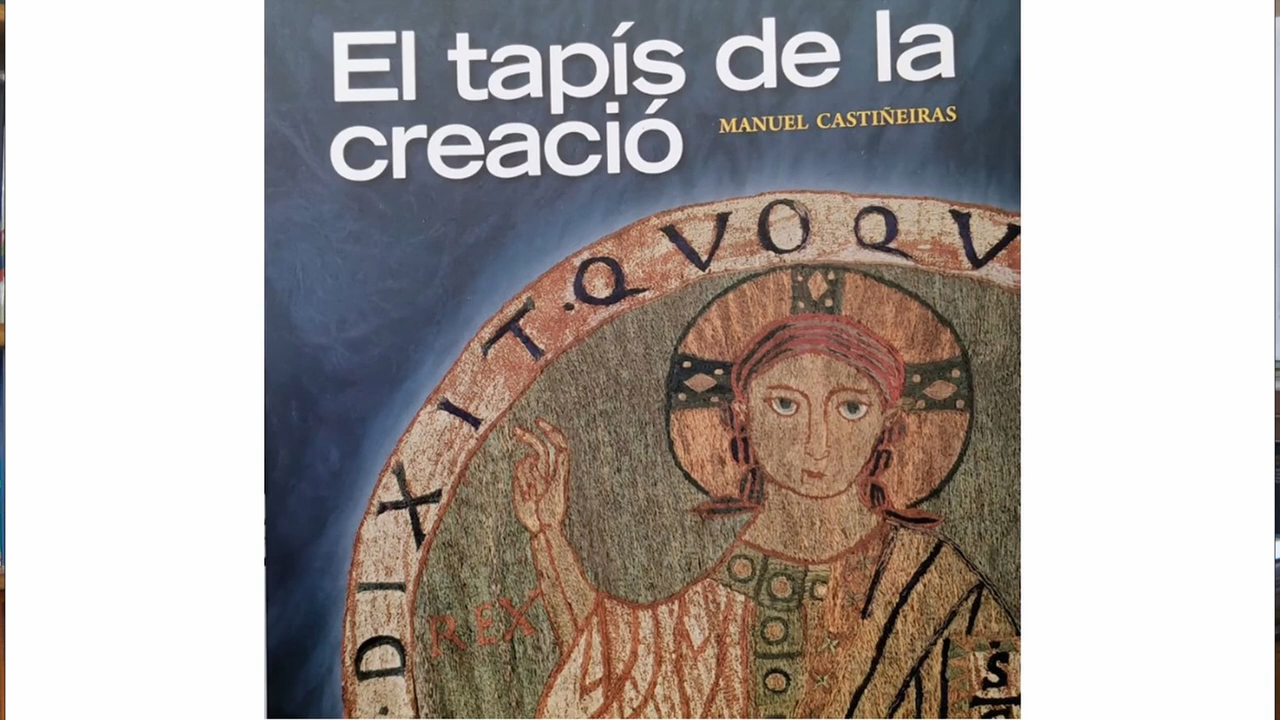 El tapís de la
creació
MANUEL CASTIÑEIRAS
DIXIT·QVOQV
REX
S